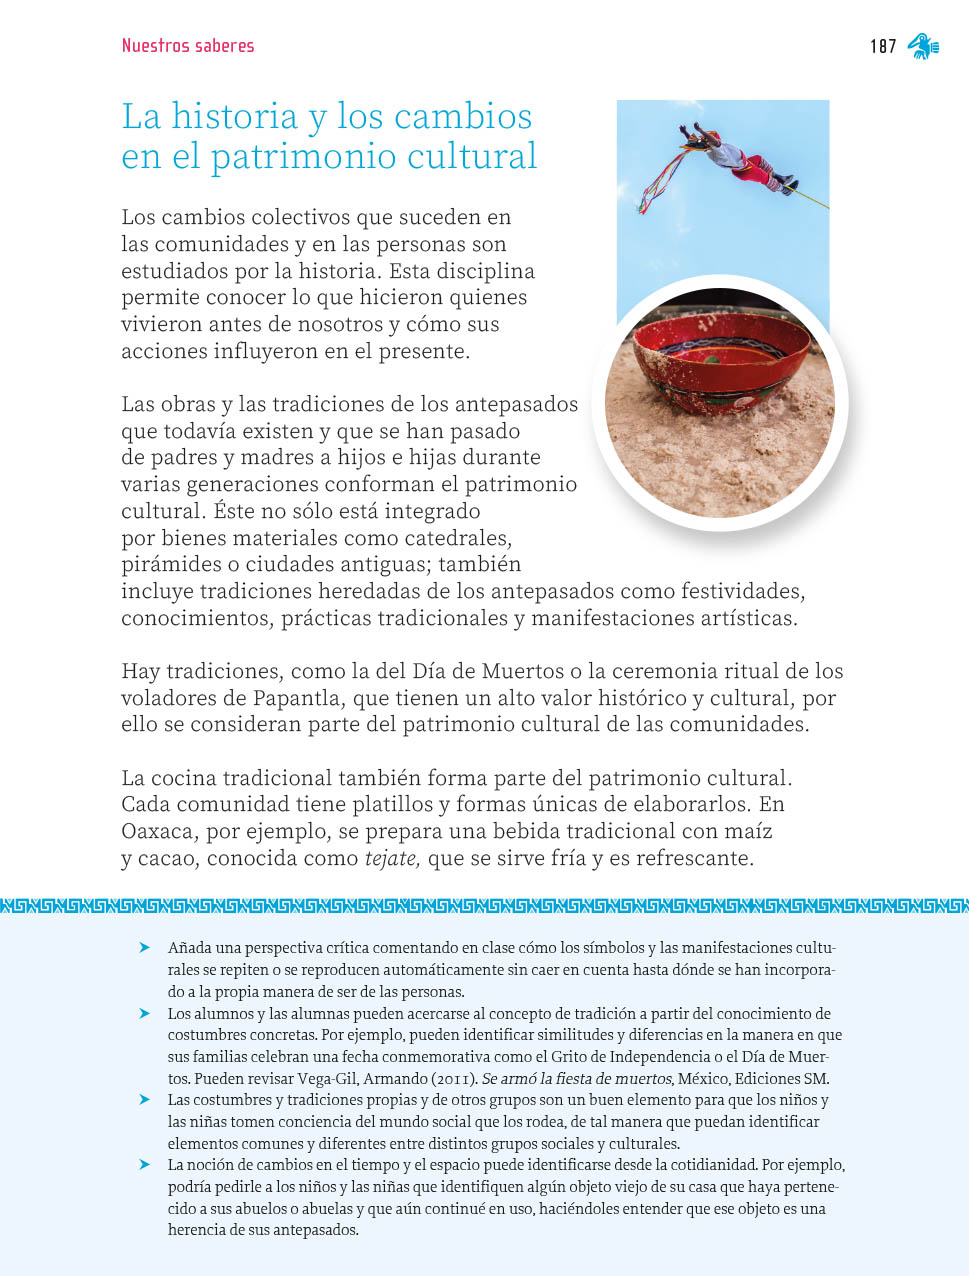 Nuestros saberes
187
La historia y los cambios
en el patrimonio cultural
Los cambios colectivos que suceden en
las comunidades y en las personas son
estudiados por la historia. Esta disciplina
permite conocer lo que hicieron quienes
vivieron antes de nosotros y cómo sus
acciones influyeron en el presente.
Las obras y las tradiciones de los antepasados
que todavía existen y que se han pasado
de padres y madres a hijos e hijas durante
varias generaciones conforman el patrimonio
cultural. Éste no sólo está integrado
por bienes materiales como catedrales,
pirámides o ciudades antiguas; también
incluye tradiciones heredadas de los antepasados como festividades,
conocimientos, prácticas tradicionales y manifestaciones artísticas.
Hay tradiciones, como la del Día de Muertos o la ceremonia ritual de los
voladores de Papantla, que tienen un alto valor histórico y cultural, por
ello se consideran parte del patrimonio cultural de las comunidades.
La cocina tradicional también forma parte del patrimonio cultural.
Cada comunidad tiene platillos y formas únicas de elaborarlos. En
Oaxaca, por ejemplo, se prepara una bebida tradicional con maíz
y cacao, conocida como tejate, que se sirve fría y es refrescante.
➤ Añada una perspectiva crítica comentando en clase cómo los símbolos y las manifestaciones cultu-
rales se repiten o se reproducen automáticamente sin caer en cuenta hasta dónde se han incorpora-
do a la propia manera de ser de las personas.
➤ Los alumnos y las alumnas pueden acercarse al concepto de tradición a partir del conocimiento de
costumbres concretas. Por ejemplo, pueden identificar similitudes y diferencias en la manera en que
sus familias celebran una fecha conmemorativa como el Grito de Independencia o el Día de Muer-
tos. Pueden revisar Vega-Gil, Armando (2011). Se armó la fiesta de muertos, México, Ediciones SM.
➤ Las costumbres y tradiciones propias y de otros grupos son un buen elemento para que los niños y
las niñas tomen conciencia del mundo social que los rodea, de tal manera que puedan identificar
elementos comunes y diferentes entre distintos grupos sociales y culturales.
➤ La noción de cambios en el tiempo y el espacio puede identificarse desde la cotidianidad. Por ejemplo,
podría pedirle a los niños y las niñas que identifiquen algún objeto viejo de su casa que haya pertene-
cido a sus abuelos o abuelas y que aún continué en uso, haciéndoles entender que ese objeto es una
herencia de sus antepasados.